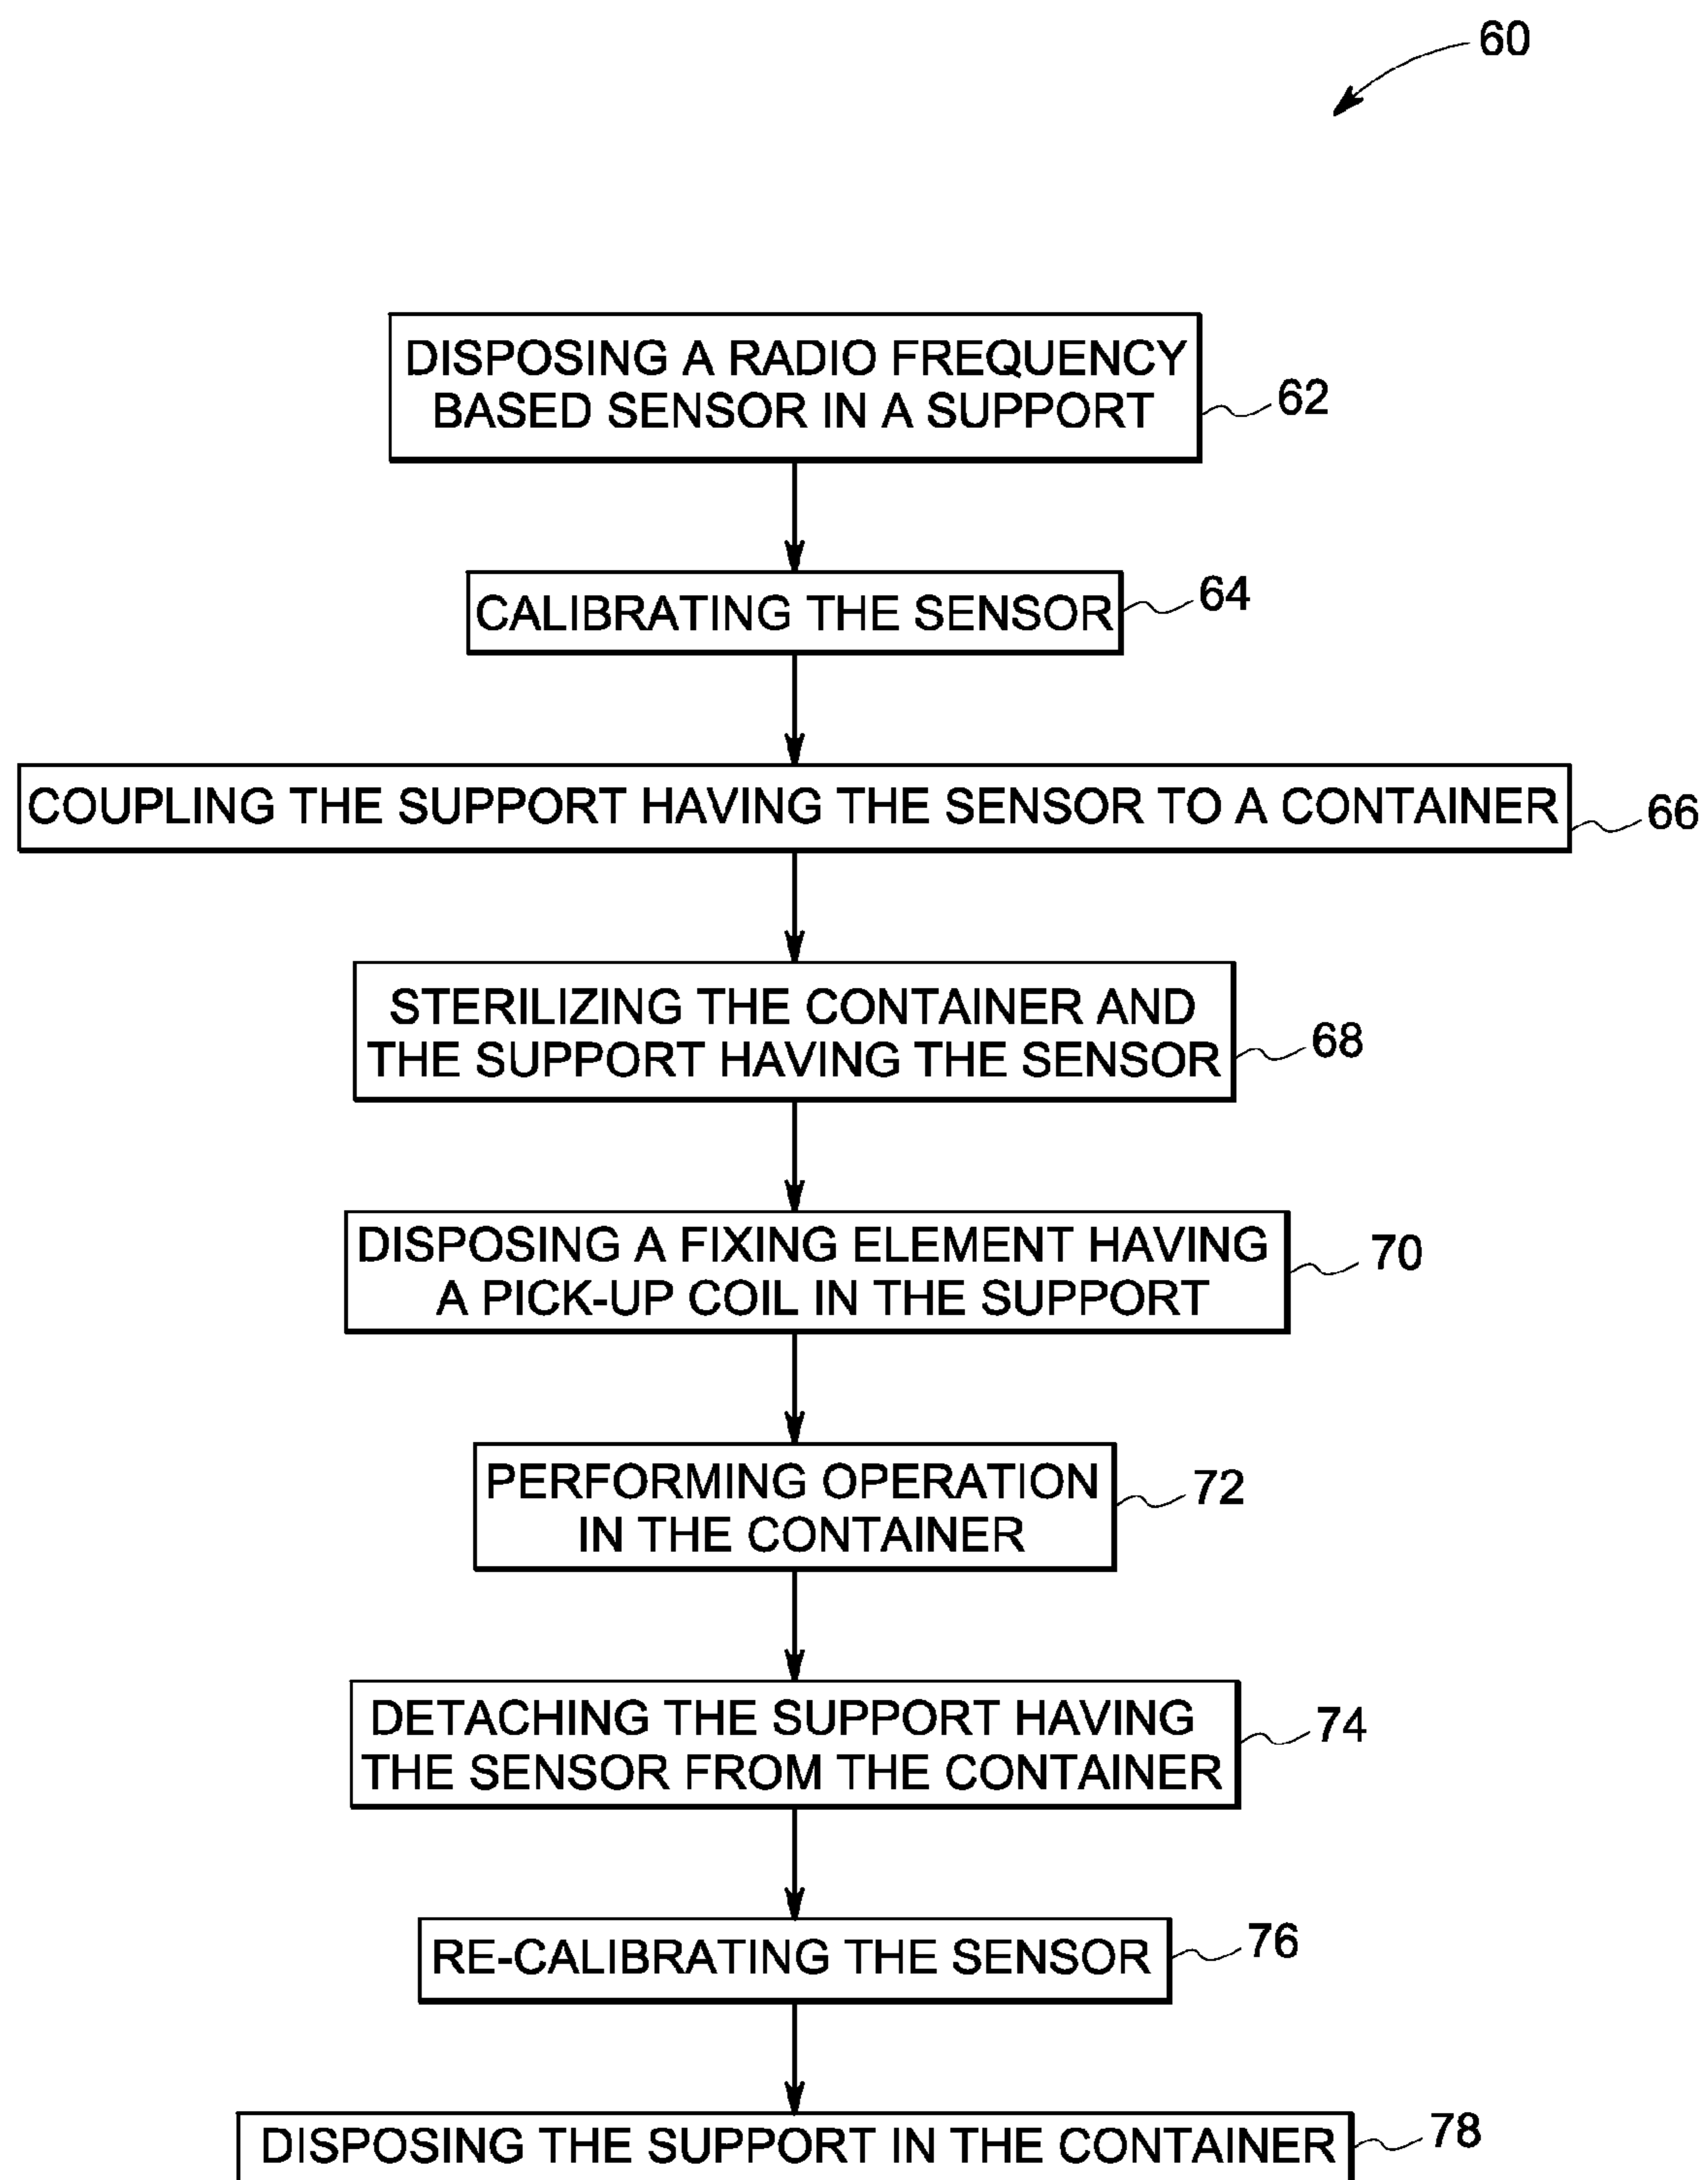 60
DISPOSING A RADIO FREQUENCY
BASED SENSOR IN A SUPPORT
62
CALIBRATING THE SENSOR
64
COUPLING THE SUPPORT HAVING THE SENSOR TO A CONTAINER
66
STERILIZING THE CONTAINER AND
THE SUPPORT HAVING THE SENSOR
68
DISPOSING A FIXING ELEMENT HAVING
A PICK-UP COIL IN THE SUPPORT
70
PERFORMING OPERATION
IN THE CONTAINER
72
DETACHING THE SUPPORT HAVING
THE SENSOR FROM THE CONTAINER
74
RE-CALIBRATING THE SENSOR
76
DISPOSING THE SUPPORT IN THE CONTAINER
78